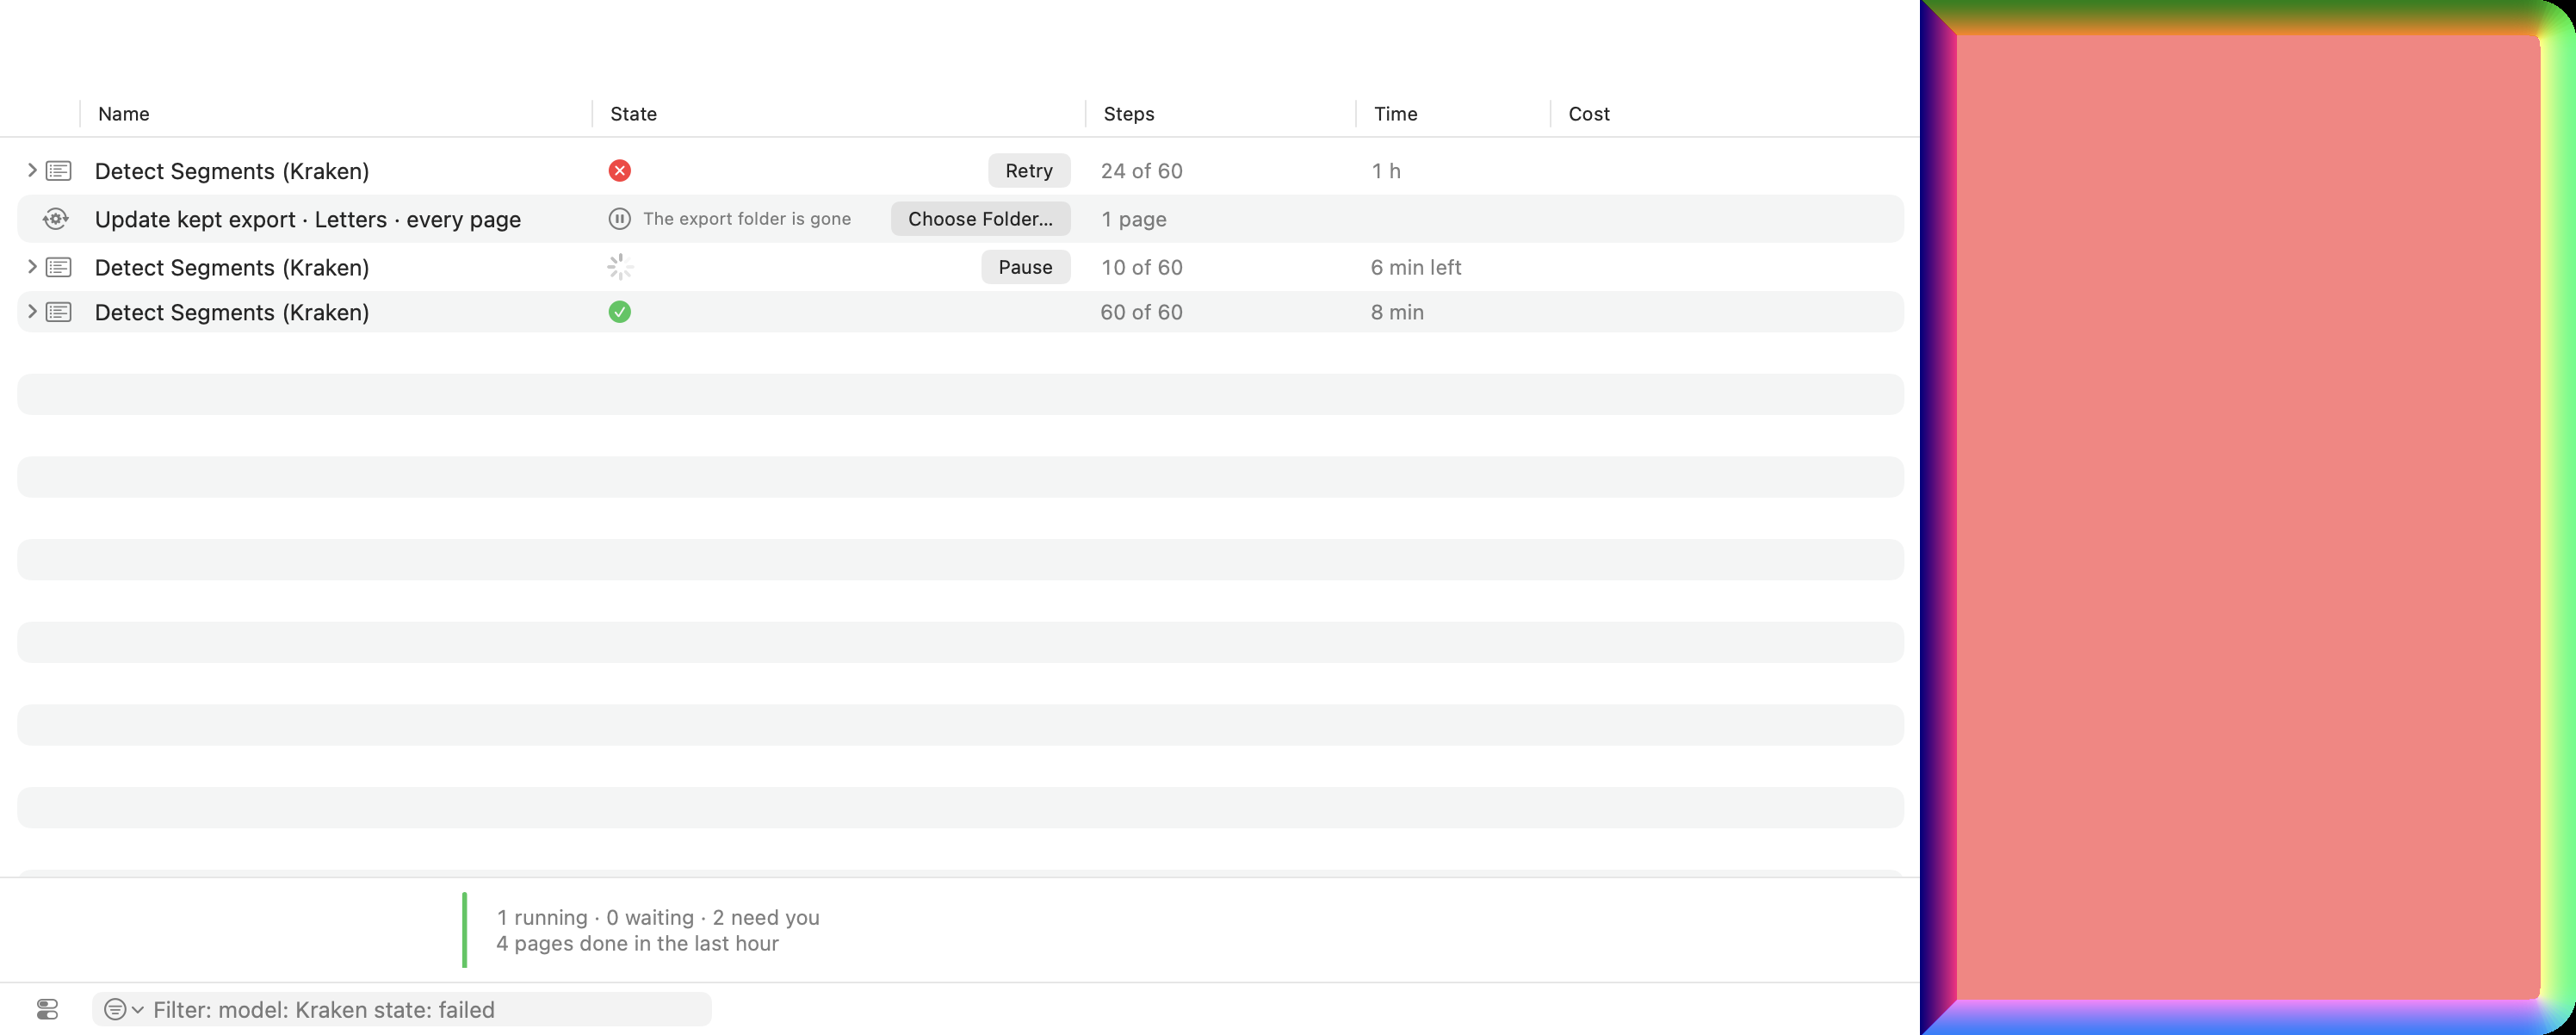 Name State Steps Time Cost
Detect Segments (Kraken) Retry 24 of 60 1 h
Update kept export · Letters · every page The export folder is gone Choose Folder... 1 page
Detect Segments (Kraken) Pause 10 of 60 6 min left
Detect Segments (Kraken) 60 of 60 8 min
1 running · 0 waiting · 2 need you
4 pages done in the last hour
Filter: model: Kraken state: failed